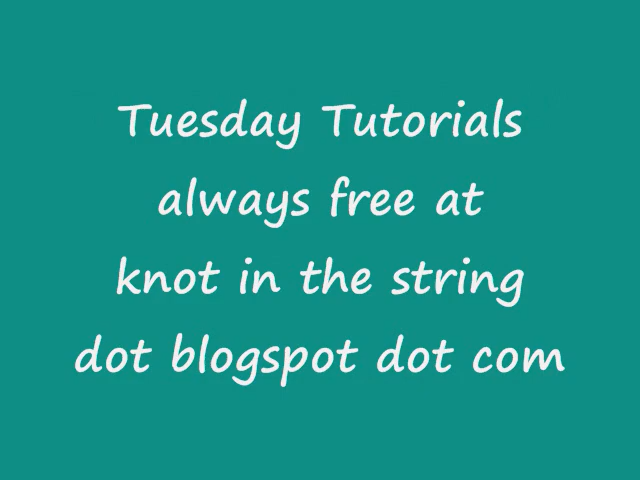 Tuesday Tutorials
always free at
knot in the string
dot blogspot dot com